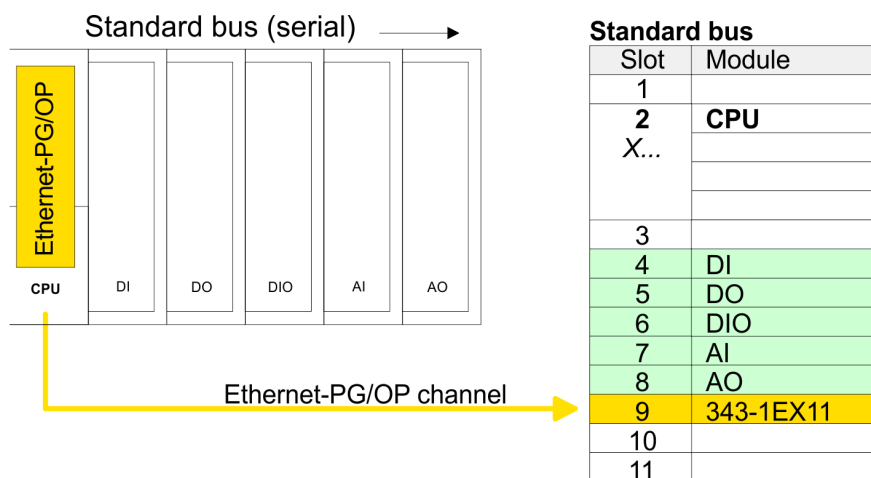 Standard bus (serial)
Ethernet-PG/OP
CPU
DI
DO
DIO
AI
AO
Ethernet-PG/OP channel
Standard bus
Slot Module
1
2 CPU
X...
3
4 DI
5 DO
6 DIO
7 AI
8 AO
9 343-1EX11
10
11